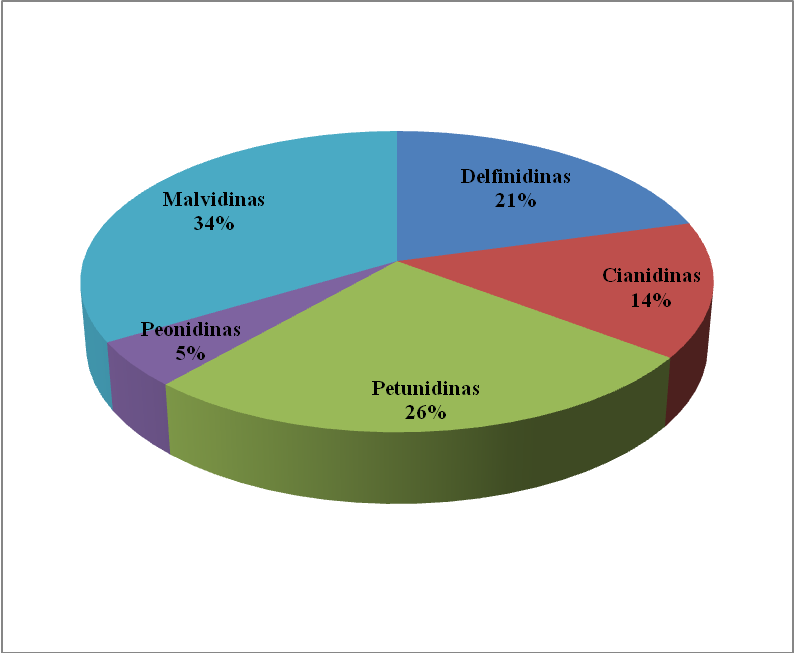 Delfinidinas
21%
Cianidinas
14%
Petunidinas
26%
Peonidinas
5%
Malvidinas
34%